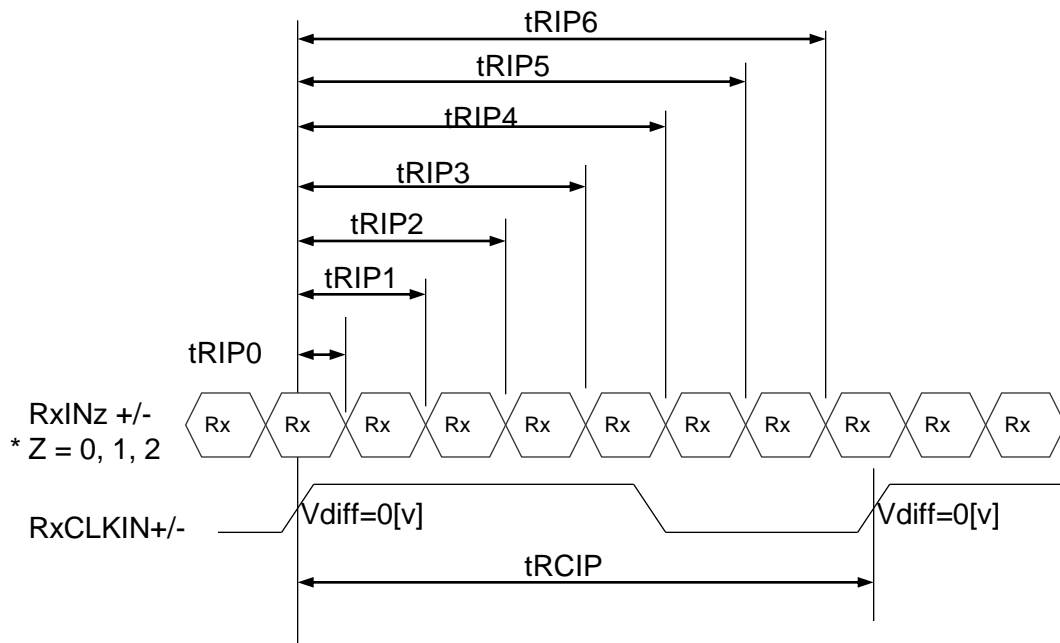 tRIP6
tRIP5
tRIP4
tRIP3
tRIP2
tRIP1
tRIP0
RxINz +/-
* Z = 0, 1, 2
Rx Rx Rx Rx Rx Rx Rx Rx Rx Rx Rx
RxCLKIN+/-
Vdiff=0[v] Vdiff=0[v]
tRCIP